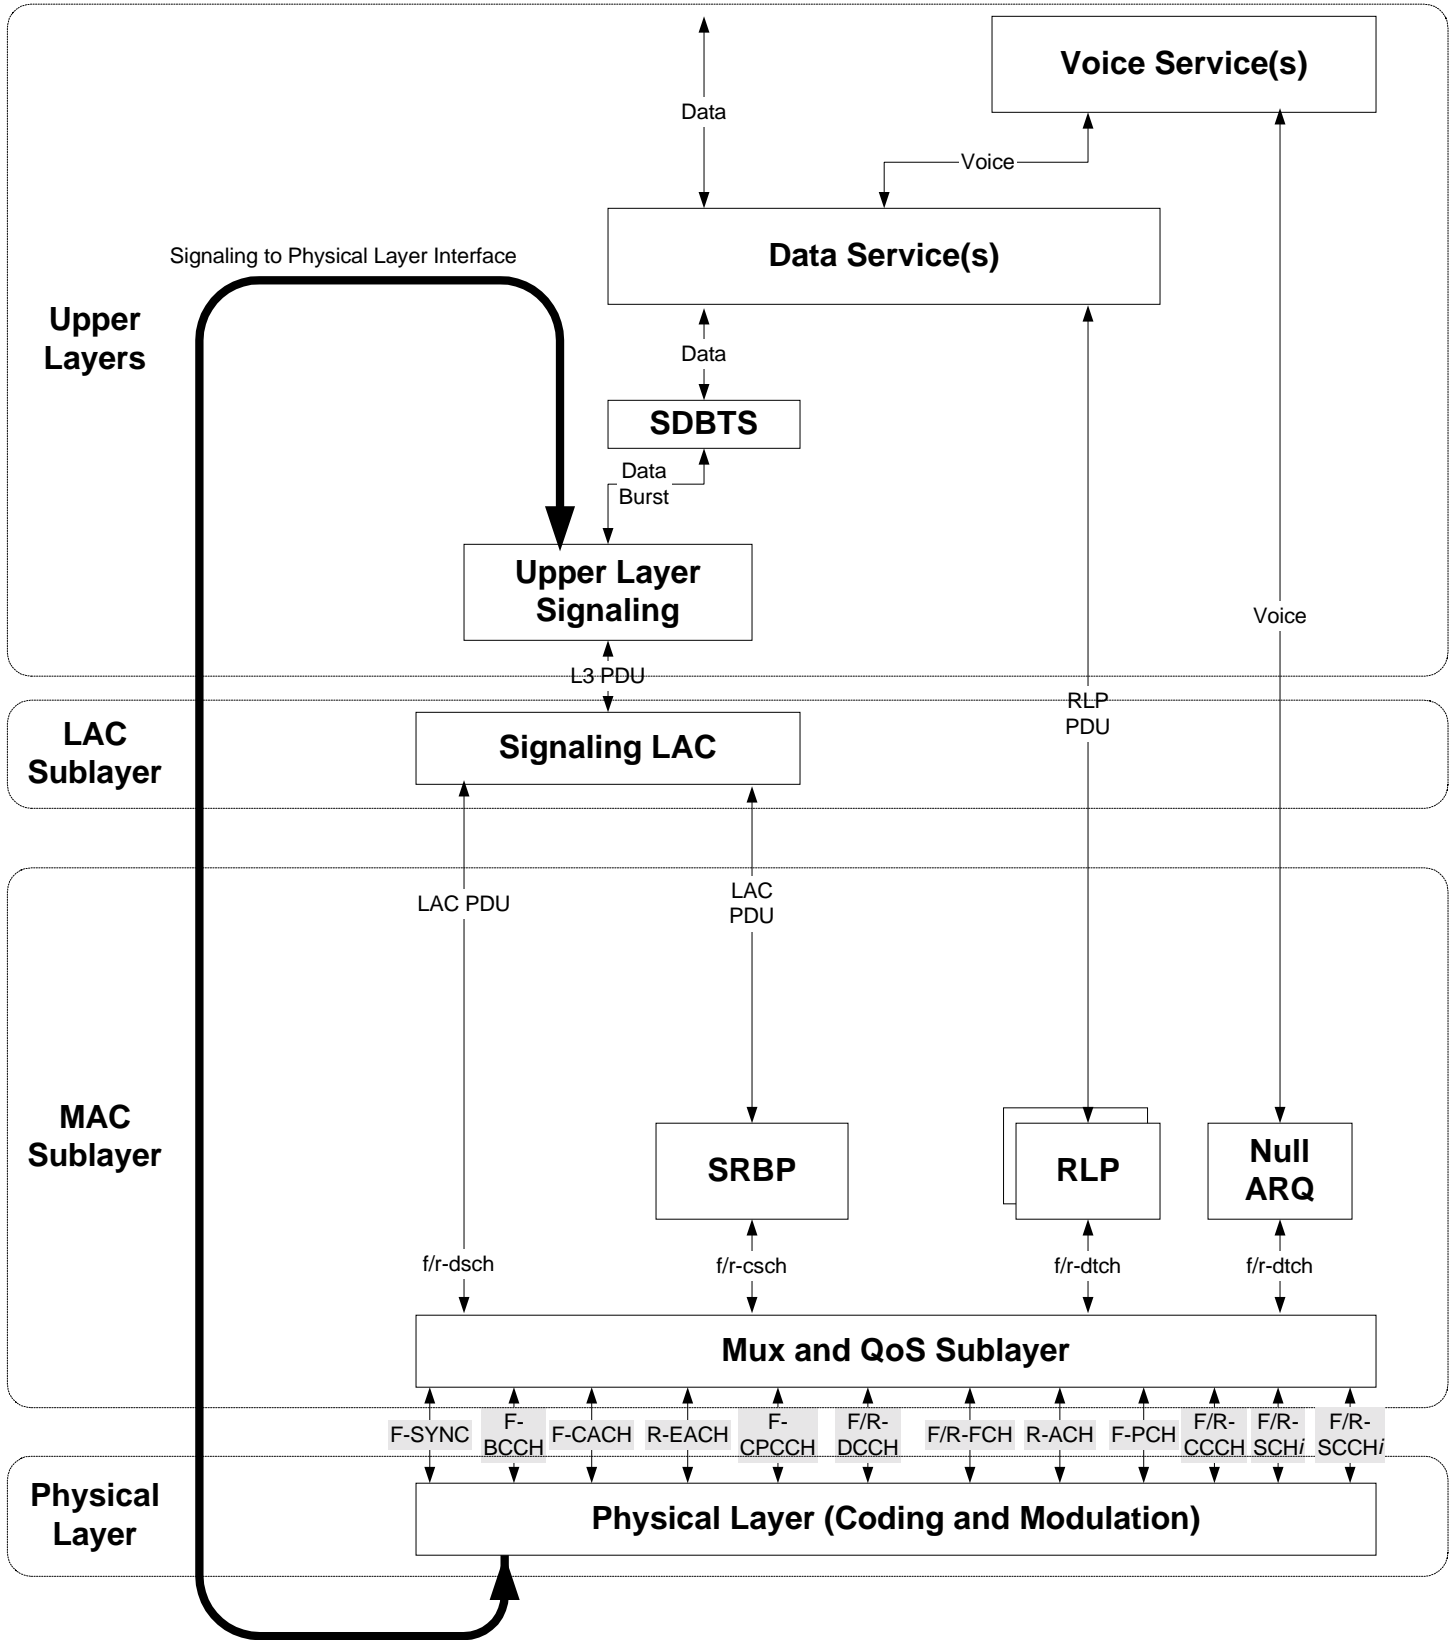 Voice Service(s)
Data
Voice
Data Service(s)
Signaling to Physical Layer Interface
Upper
Layers
Data
SDBTS
Data
Burst
Upper Layer
Signaling
Voice
L3 PDU
RLP
PDU
LAC
Sublayer
Signaling LAC
LAC PDU
LAC
PDU
MAC
Sublayer
SRBP
RLP
Null
ARQ
f/r-dsch
f/r-csch
f/r-dtch
f/r-dtch
Mux and QoS Sublayer
F-SYNC
F-
BCCH
F-CACH
R-EACH
F-
CPCCH
F/R-
DCCH
F/R-FCH
R-ACH
F-PCH
F/R-
CCCH
F/R-
SCHi
F/R-
SCCHi
Physical
Layer
Physical Layer (Coding and Modulation)